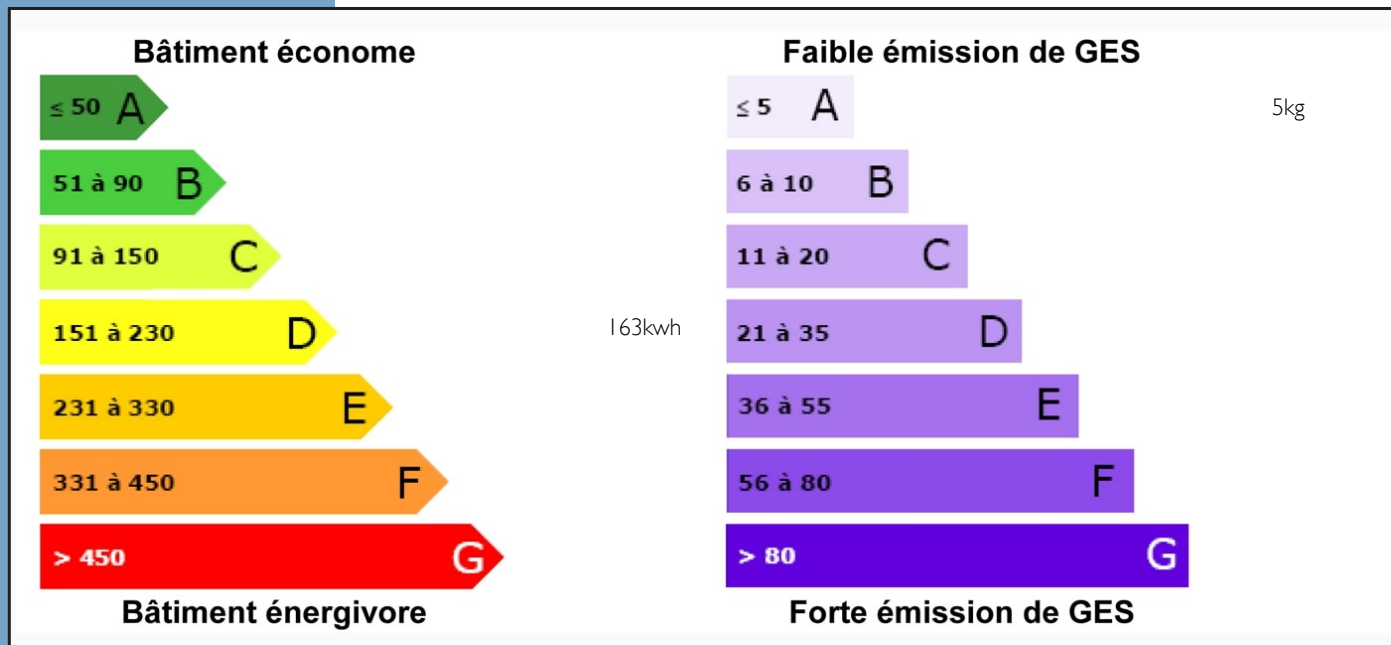 Bâtiment économe
≤ 50 A
51 à 90 B
91 à 150 C
151 à 230 D
163kwh
231 à 330 E
331 à 450 F
> 450 G
Bâtiment énergivore
Faible émission de GES
≤ 5 A
5kg
6 à 10 B
11 à 20 C
21 à 35 D
36 à 55 E
56 à 80 F
> 80 G
Forte émission de GES